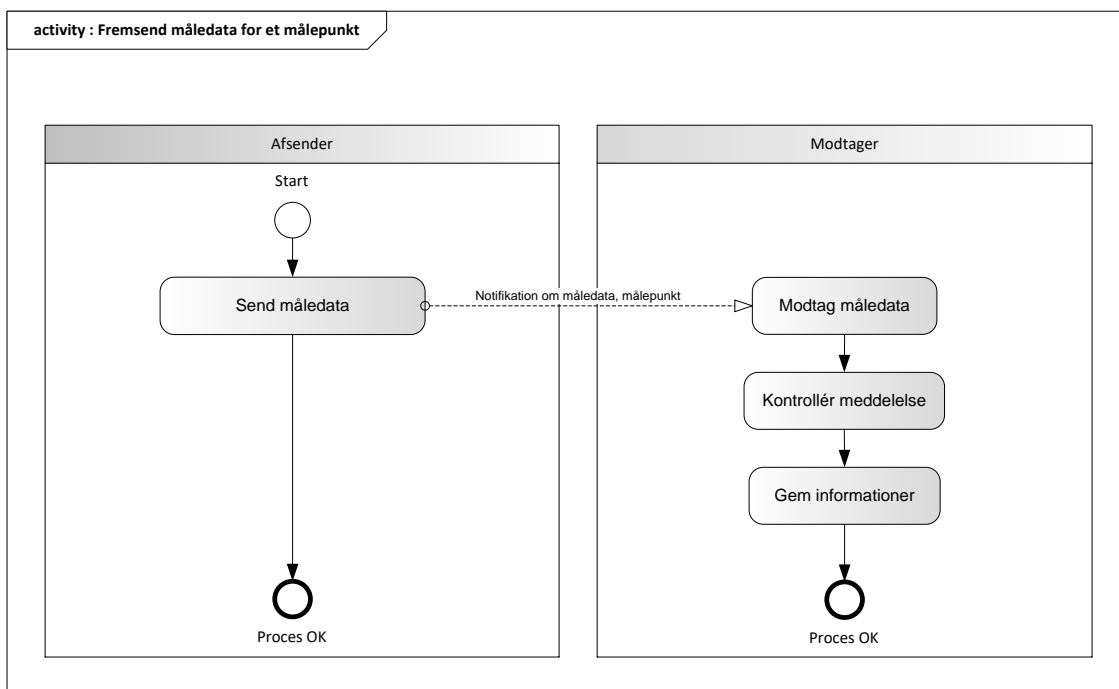 activity : Fremsend måledata for et målepunkt
Afsender
Modtager
Start
Send måledata
Notifikation om måledata, målepunkt
Modtag måledata
Kontrollér meddelelse
Gem informationer
Proces OK
Proces OK